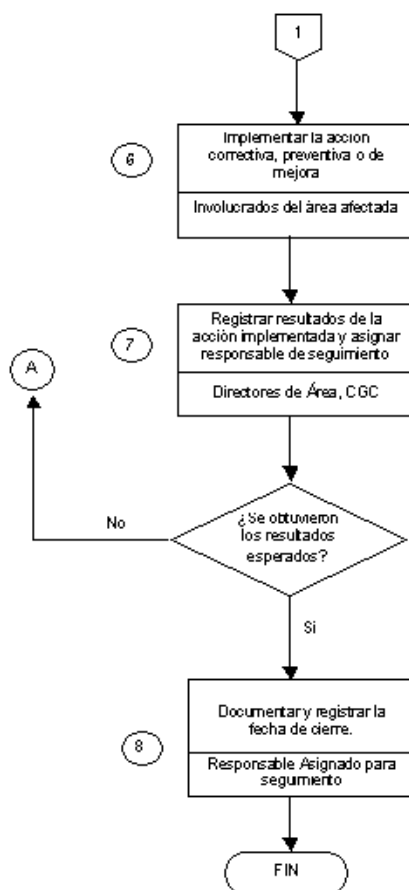 1
6
Implementar la acción
correctiva, preventiva o de
mejora
Involucrados del área afectada
7
Registrar resultados de la
acción implementada y asignar
responsable de seguimiento
Directores de Área, CGC
A
No
¿Se obtuvieron
los resultados
esperados?
Si
8
Documentar y registrar la
fecha de cierre.
Responsable Asignado para
seguimiento
FIN